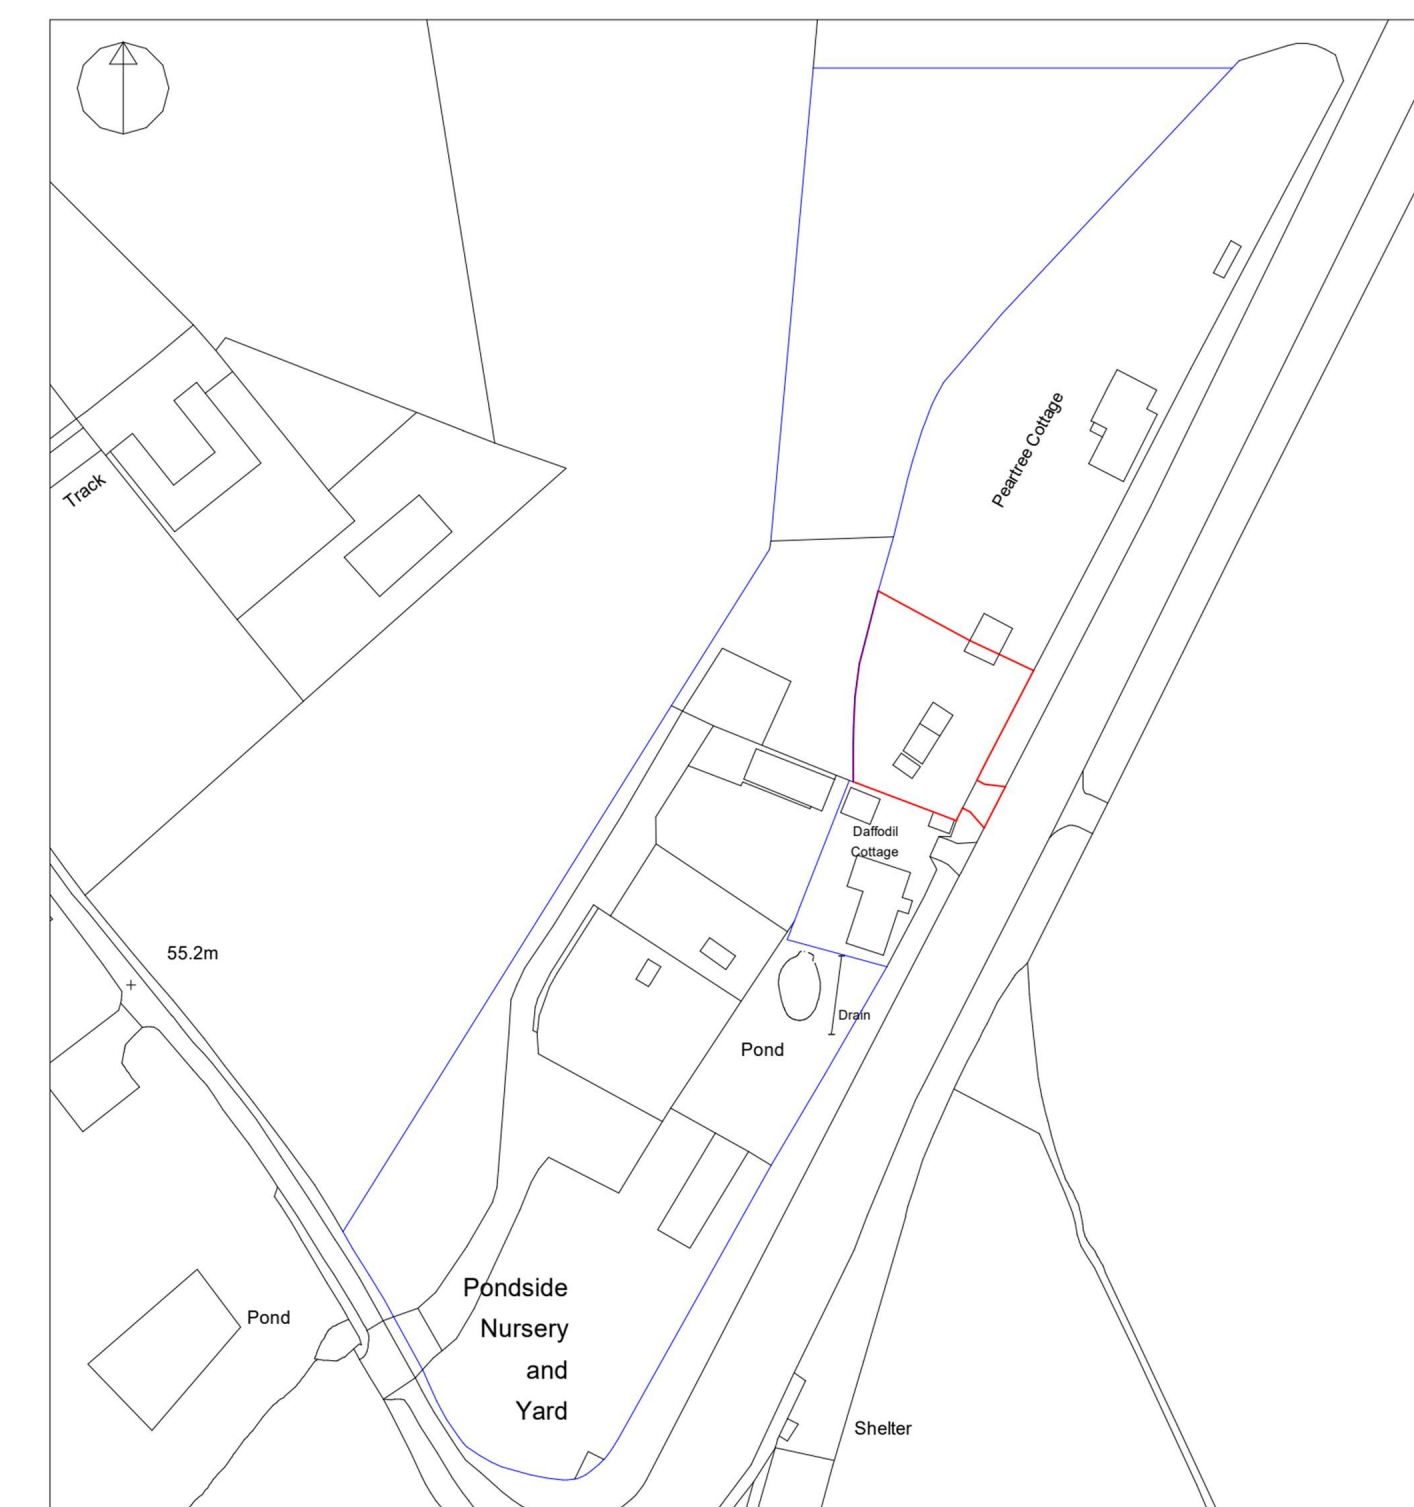 Peartree Cottage
Track
Daffodil
Cottage
55.2m
Drain
Pond
Pondside
Nursery
and
Yard
Pond
Shelter